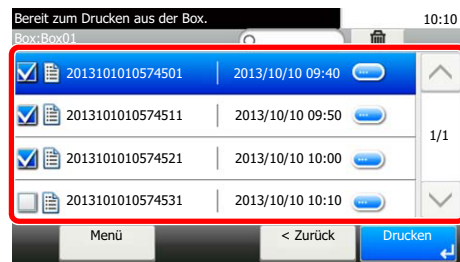 Bereit zum Drucken aus der Box. 10:10
Box:Box01
2013101010574501 2013/10/10 09:40
2013101010574511 2013/10/10 09:50
1/1
2013101010574521 2013/10/10 10:00
2013101010574531 2013/10/10 10:10
Menü < Zurück Drucken